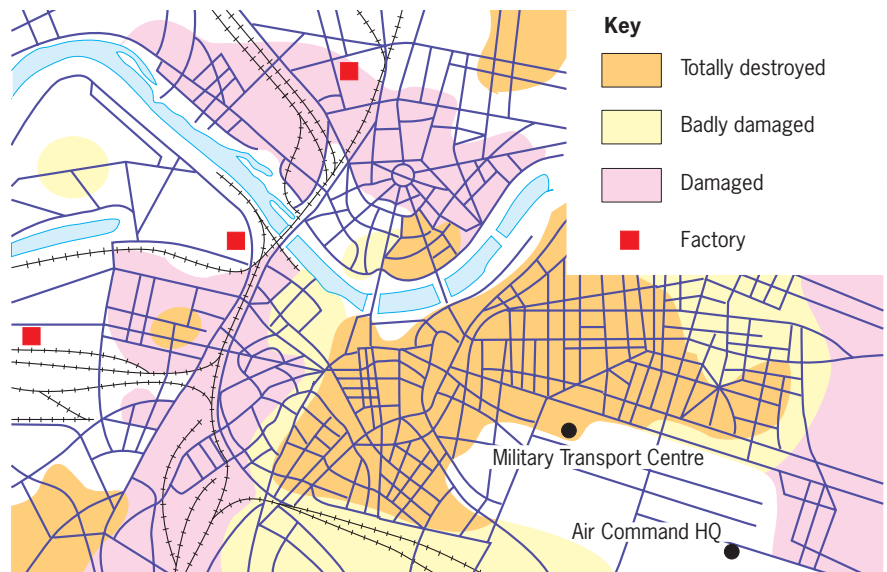 Key
Totally destroyed
Badly damaged
Damaged
Factory
Military Transport Centre
Air Command HQ